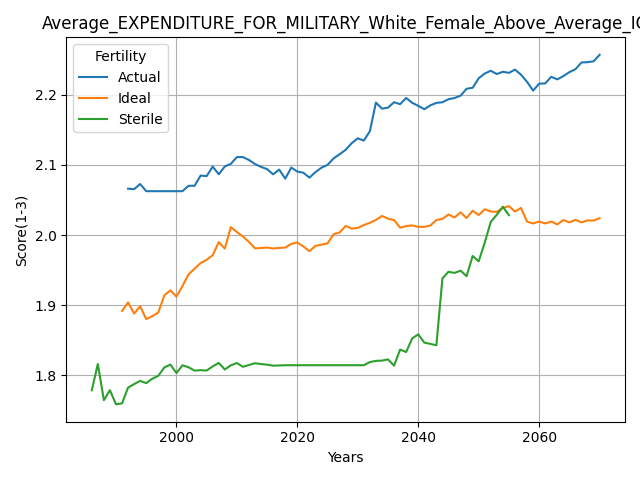 Average_EXPENDITURE_FOR_MILITARY_White_Female_Above_Average_IQ
Fertility
Actual
Ideal
Sterile
2.2
2.1
2.0
1.9
1.8
Score(1-3)
2000
2020
2040
2060
Years